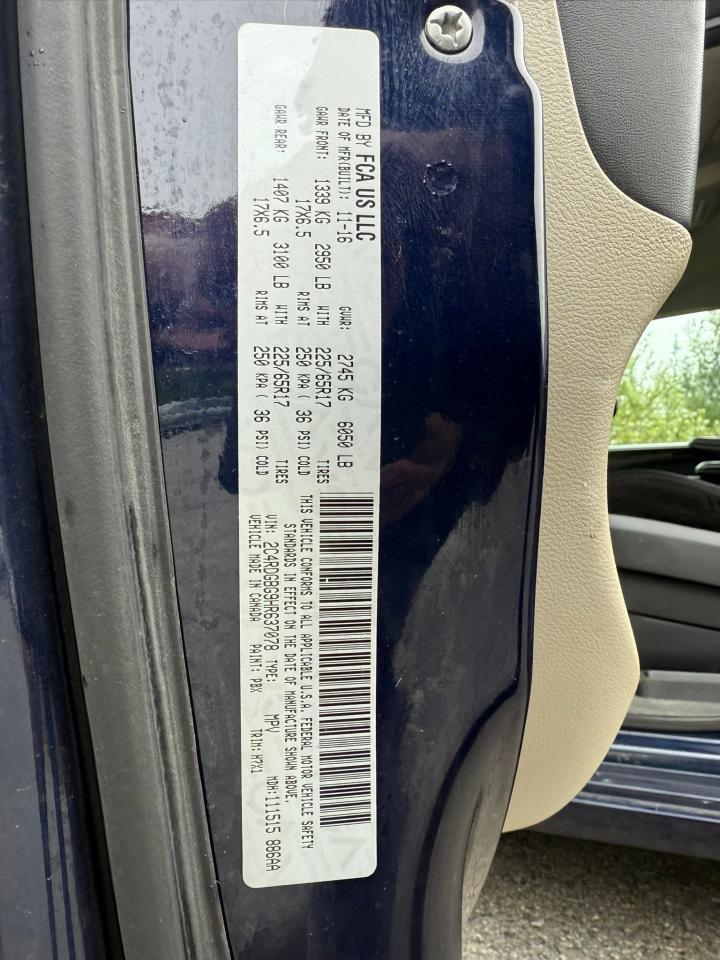 MFD BY FCA US LLC
DATE OF MFR(BUILT): 11-16 GVWR: 2745 KG 6050 LB
GAWR FRONT: 1339 KG 2950 LB WITH 225/65R17 TIRES
17X6.5 RIMS AT 250 KPA ( 36 PSI) COLD
GAWR REAR: 1407 KG 3100 LB WITH 225/65R17 TIRES
17X6.5 RIMS AT 250 KPA ( 36 PSI) COLD
THIS VEHICLE CONFORMS TO ALL APPLICABLE U.S.A. FEDERAL MOTOR VEHICLE SAFETY
STANDARDS IN EFFECT ON THE DATE OF MANUFACTURE SHOWN ABOVE.
VIN: 2C4RDGBG9HR637078 TYPE: MPV MDH:111515 886AA
VEHICLE MADE IN CANADA PAINT: PBX TRIM: H7X1